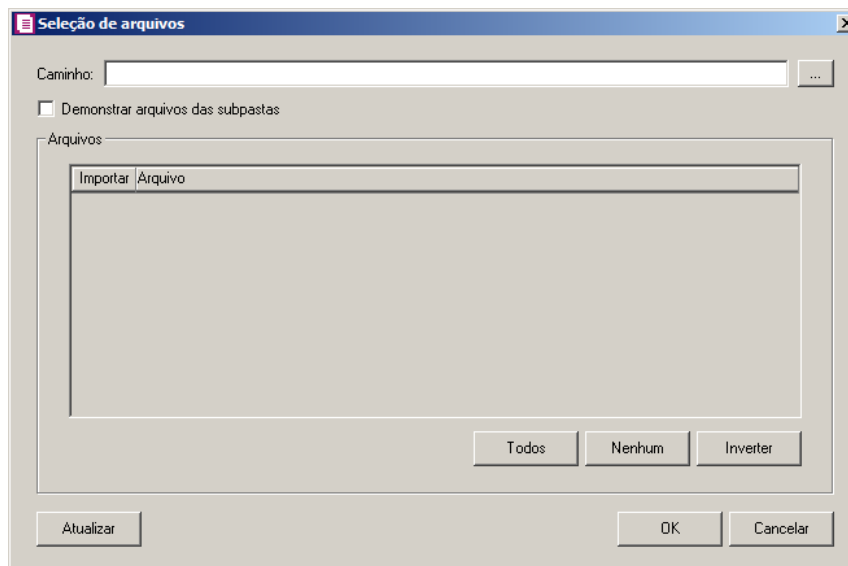 Seleção de arquivos
Caminho:
...
Demonstrar arquivos das subpastas
Arquivos
Importar Arquivo
Todos Nenhum Inverter
Atualizar OK Cancelar